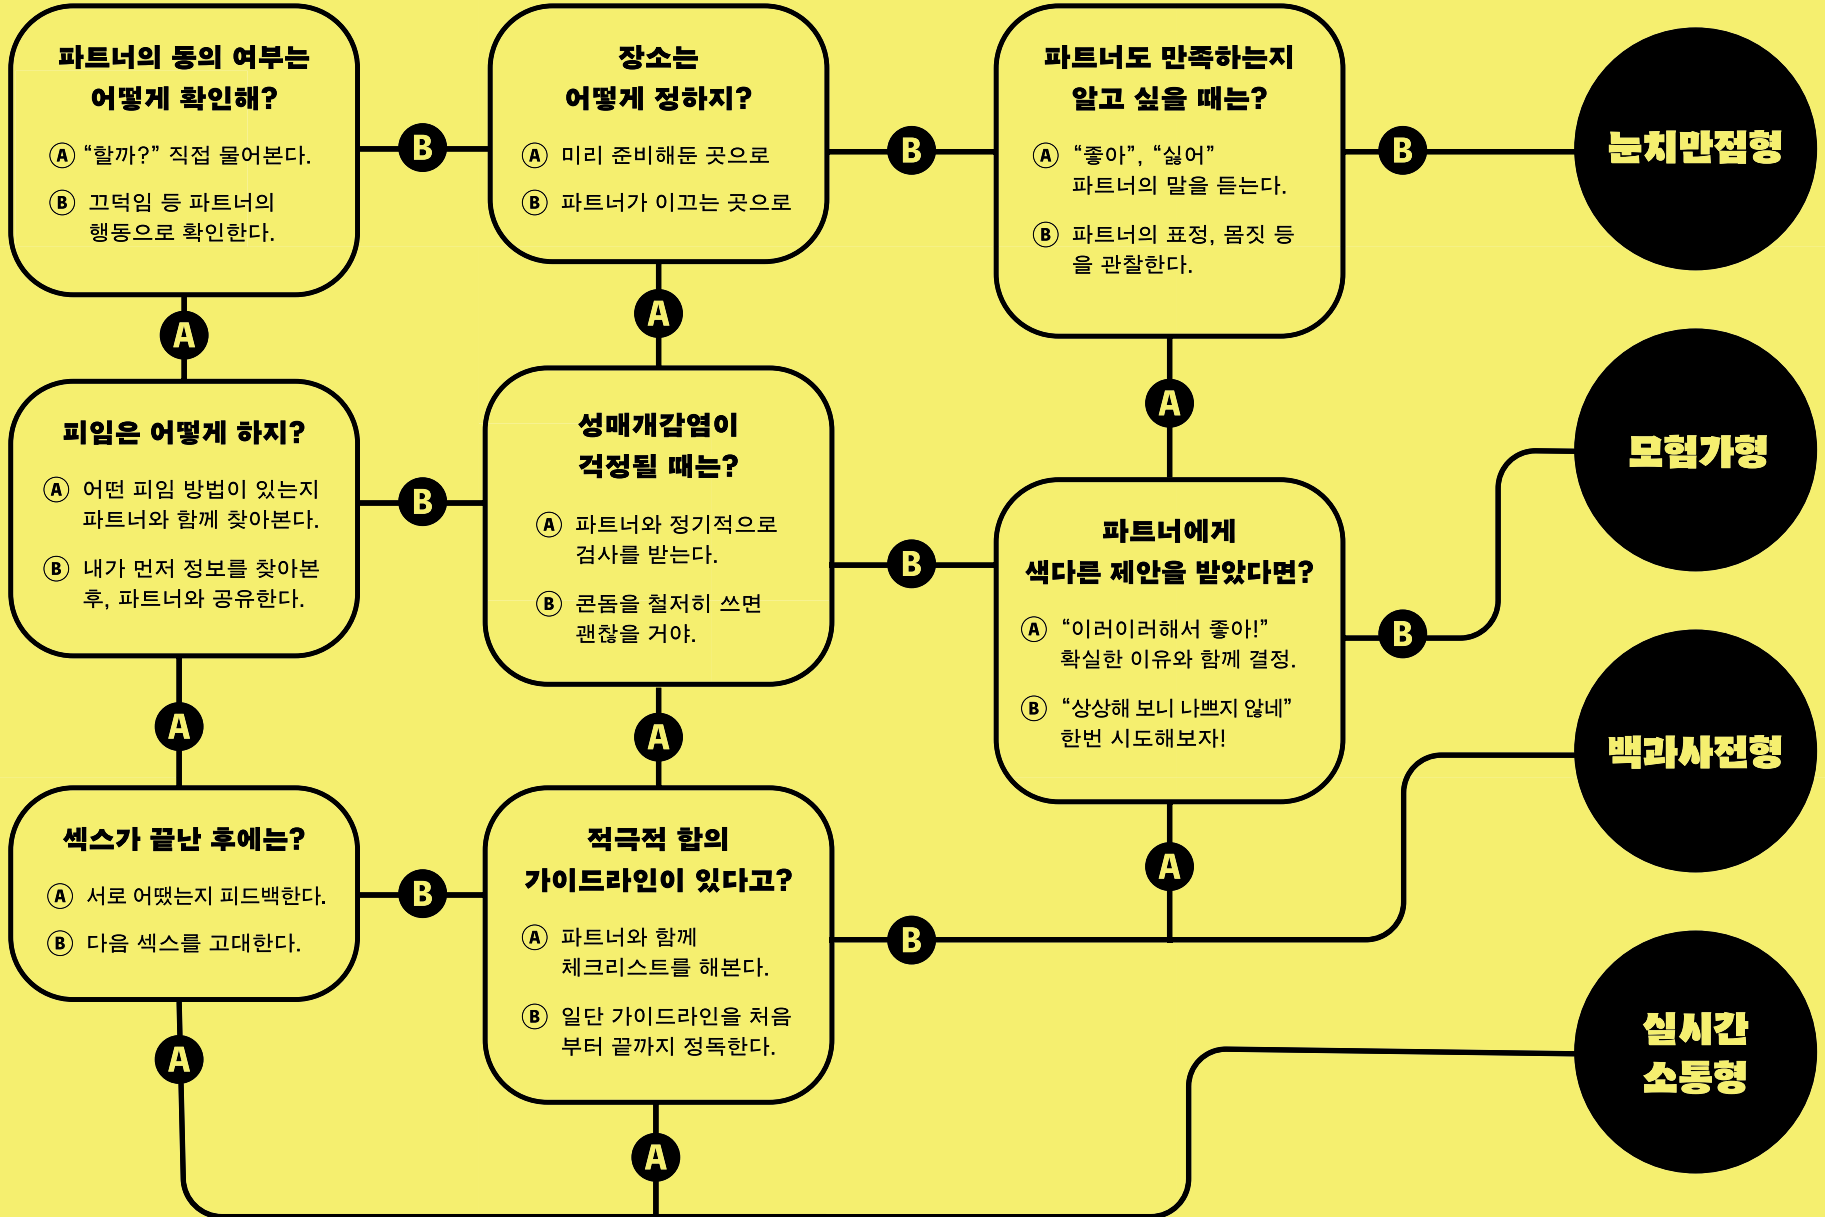 파트너의 동의 여부는
어떻게 확인해?
Ⓐ “할까?” 직접 물어본다.
Ⓑ 끄덕임 등 파트너의
행동으로 확인한다.
B
장소는
어떻게 정하지?
Ⓐ 미리 준비해둔 곳으로
Ⓑ 파트너가 이끄는 곳으로
B
파트너도 만족하는지
알고 싶을 때는?
Ⓐ “좋아”, “싫어”
파트너의 말을 듣는다.
Ⓑ 파트너의 표정, 몸짓 등
을 관찰한다.
B
눈치만점형
A
A
A
피임은 어떻게 하지?
Ⓐ 어떤 피임 방법이 있는지
파트너와 함께 찾아본다.
Ⓑ 내가 먼저 정보를 찾아본
후, 파트너와 공유한다.
B
성매개감염이
걱정될 때는?
Ⓐ 파트너와 정기적으로
검사를 받는다.
Ⓑ 콘돔을 철저히 쓰면
괜찮을 거야.
B
파트너에게
색다른 제안을 받았다면?
Ⓐ “이러이러해서 좋아!”
확실한 이유와 함께 결정.
Ⓑ “상상해 보니 나쁘지 않네”
한번 시도해보자!
B
모험가형
A
A
A
섹스가 끝난 후에는?
Ⓐ 서로 어땠는지 피드백한다.
Ⓑ 다음 섹스를 고대한다.
B
적극적 합의
가이드라인이 있다고?
Ⓐ 파트너와 함께
체크리스트를 해본다.
Ⓑ 일단 가이드라인을 처음
부터 끝까지 정독한다.
B
백과사전형
A
A
실시간
소통형